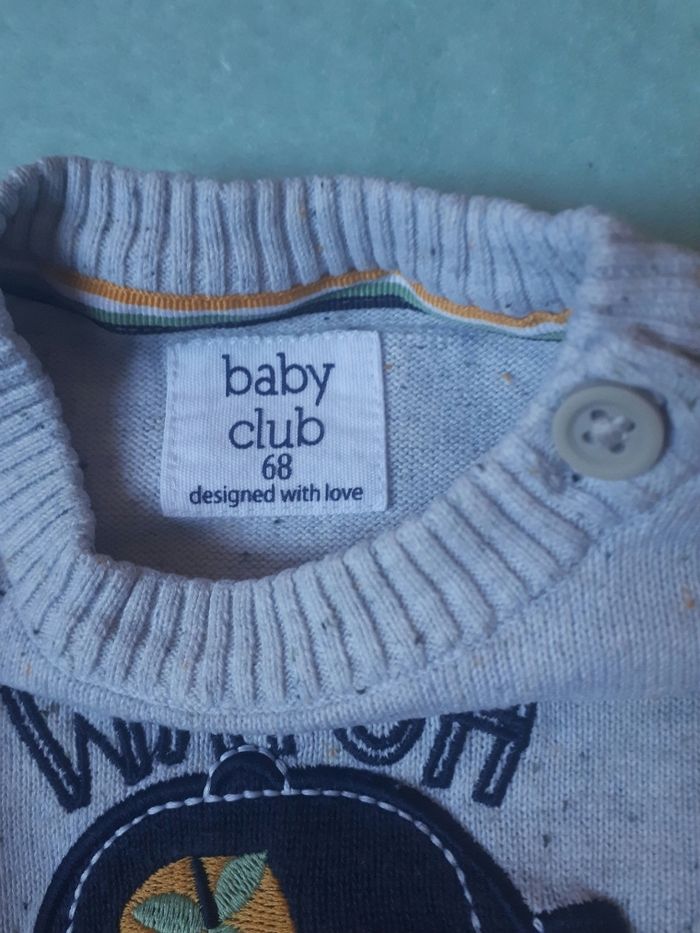 baby
club
68
designed with love